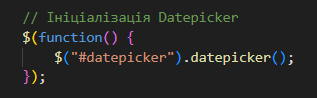 // Ініціалізація Datepicker
$(function() {
$("#datepicker").datepicker();
});